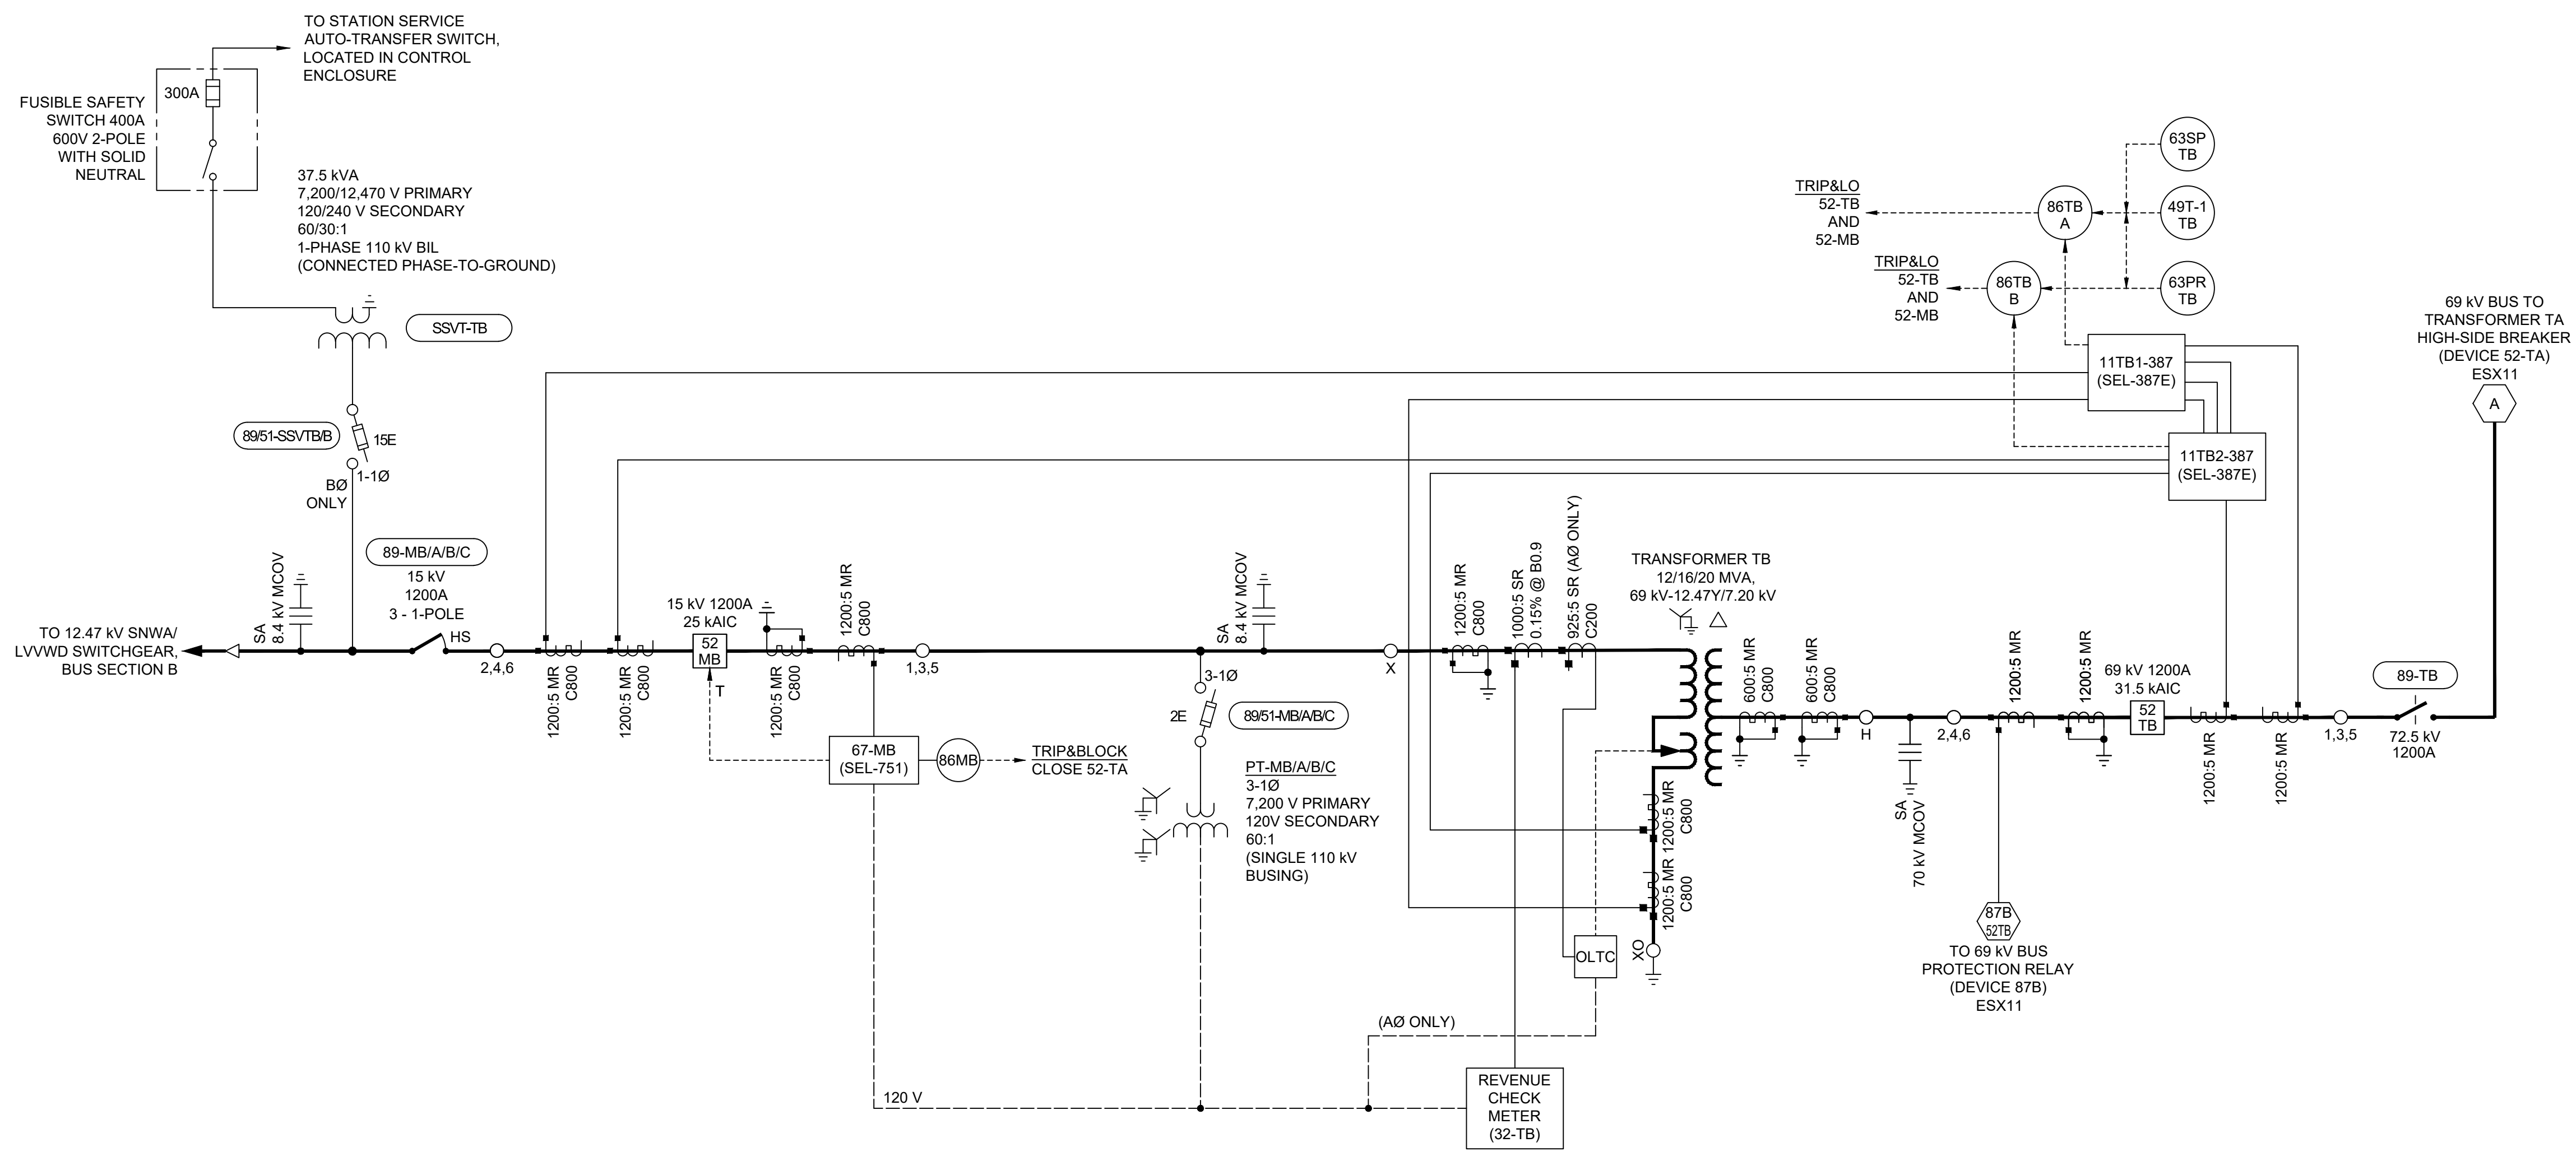 TO STATION SERVICE
AUTO-TRANSFER SWITCH,
LOCATED IN CONTROL
ENCLOSURE
300A
FUSIBLE SAFETY
SWITCH 400A
600V 2-POLE
WITH SOLID
NEUTRAL
37.5 kVA
7,200/12,470 V PRIMARY
120/240 V SECONDARY
60/30:1
1-PHASE 110 kV BIL
(CONNECTED PHASE-TO-GROUND)
SSVT-TB
89/51-SSVTB/B
15E
1-1Ø
BØ
ONLY
SA
8.4 kV MCOV
89-MB/A/B/C
15 kV
1200A
3 - 1-POLE
HS
TO 12.47 kV SNWA/
LVVWD SWITCHGEAR,
BUS SECTION B
2,4,6
1200:5 MR
C800
1200:5 MR
C800
15 kV 1200A
25 kAIC
52
MB
T
1200:5 MR
C800
1200:5 MR
C800
1,3,5
67-MB
(SEL-751)
86MB
TRIP&BLOCK
CLOSE 52-TA
120 V
SA
8.4 kV MCOV
3-1Ø
2E
89/51-MB/A/B/C
PT-MB/A/B/C
3-1Ø
7,200 V PRIMARY
120V SECONDARY
60:1
(SINGLE 110 kV
BUSING)
X
1200:5 MR
C800
1000:5 SR
0.15% @ B0.9
925:5 SR (AØ ONLY)
C200
TRANSFORMER TB
12/16/20 MVA,
69 kV-12.47Y/7.20 kV
1200:5 MR
C800
1200:5 MR
C800
XO
OLTC
(AØ ONLY)
REVENUE
CHECK
METER
(32-TB)
600:5 MR
C800
600:5 MR
C800
H
SA
70 kV MCOV
2,4,6
1200:5 MR
1200:5 MR
87B
52TB
TO 69 kV BUS
PROTECTION RELAY
(DEVICE 87B)
ESX11
69 kV 1200A
31.5 kAIC
52
TB
1200:5 MR
1200:5 MR
1,3,5
89-TB
72.5 kV
1200A
63SP
TB
49T-1
TB
63PR
TB
86TB
A
86TB
B
TRIP&LO
52-TB
AND
52-MB
TRIP&LO
52-TB
AND
52-MB
11TB1-387
(SEL-387E)
11TB2-387
(SEL-387E)
69 kV BUS TO
TRANSFORMER TA
HIGH-SIDE BREAKER
(DEVICE 52-TA)
ESX11
A